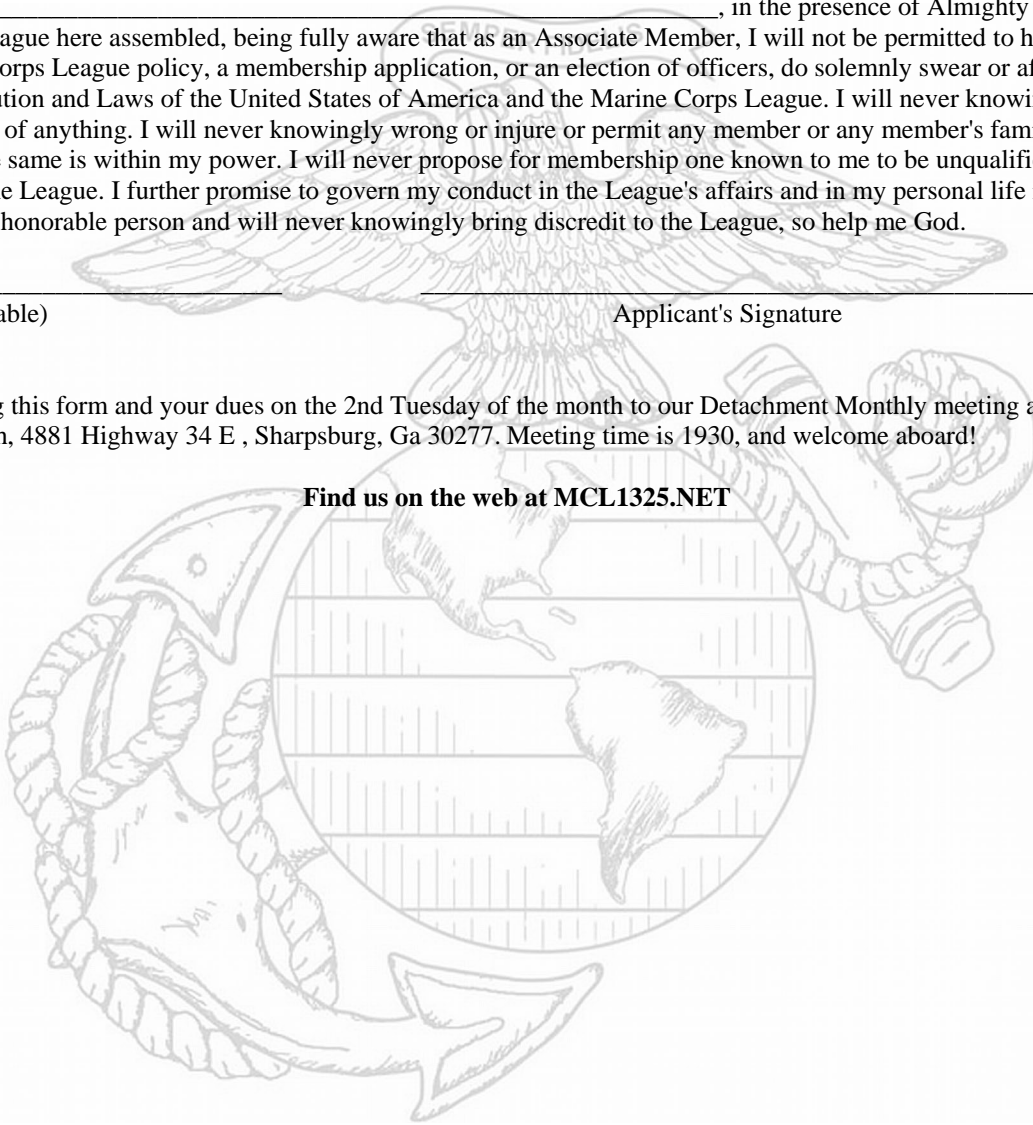 , in the presence of Almighty
ague here assembled, being fully aware that as an Associate Member, I will not be permitted to h
orps League policy, a membership application, or an election of officers, do solemnly swear or af
ution and Laws of the United States of America and the Marine Corps League. I will never knowi
of anything. I will never knowingly wrong or injure or permit any member or any member's fam
same is within my power. I will never propose for membership one known to me to be unqualifi
e League. I further promise to govern my conduct in the League's affairs and in my personal life
honorable person and will never knowingly bring discredit to the League, so help me God.
able)
Applicant's Signature
g this form and your dues on the 2nd Tuesday of the month to our Detachment Monthly meeting a
n, 4881 Highway 34 E , Sharpsburg, Ga 30277. Meeting time is 1930, and welcome aboard!
Find us on the web at MCL1325.NET
SEMPER FIDELIS